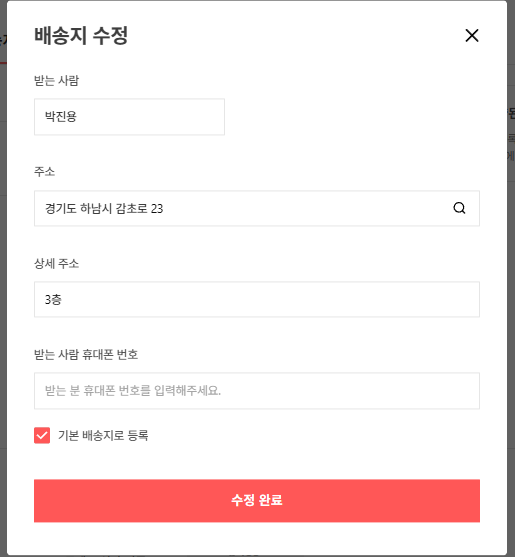 배송지 수정
받는 사람
박진용
주소
경기도 하남시 감초로 23
상세 주소
3층
받는 사람 휴대폰 번호
받는 분 휴대폰 번호를 입력해주세요.
기본 배송지로 등록
수정 완료